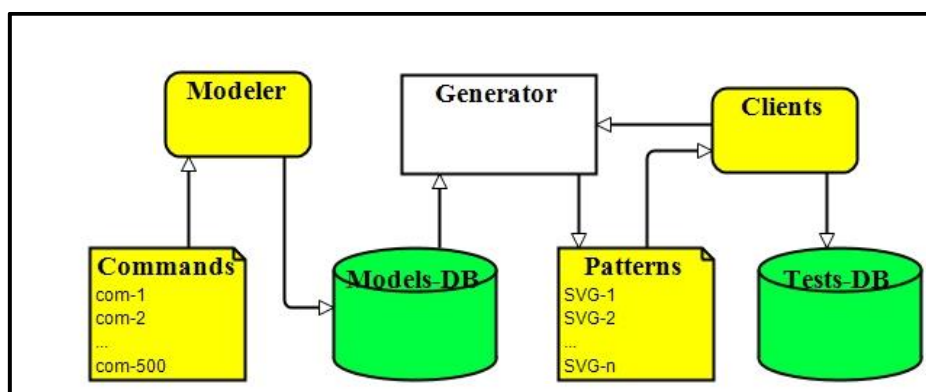 Modeler
Generator
Clients
Commands
com-1
com-2
...
com-500
Models-DB
Patterns
SVG-1
SVG-2
...
SVG-n
Tests-DB